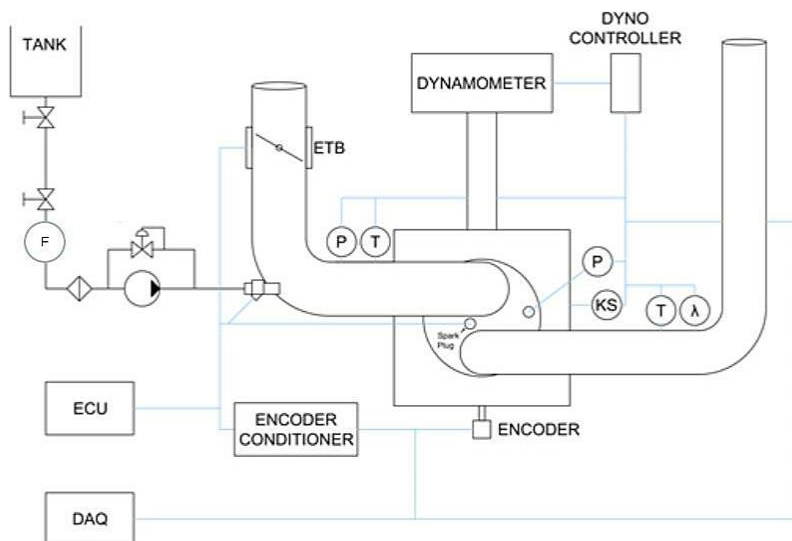 TANK
DYNO
CONTROLLER
DYNAMOMETER
ETB
F
P
T
P
KS
T
λ
Spark
Plug
ECU
ENCODER
CONDITIONER
ENCODER
DAQ